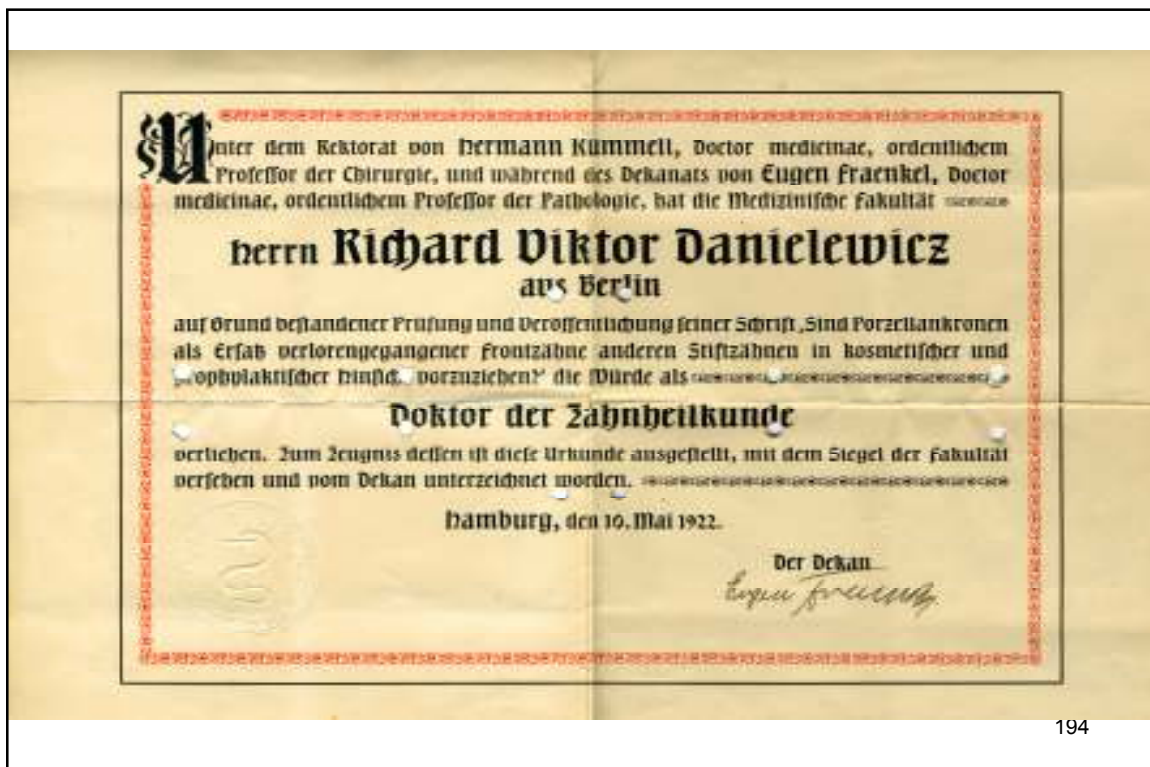 Unter dem Rektorat von Hermann Kümmell, Doctor medicinae, ordentlichem
Professor der Chirurgie, und während des Dekanats von Eugen Fraenkel, Doctor
medicinae, ordentlichem Professor der Pathologie, hat die Medizinische Fakultät
Herrn Richard Viktor Danielewicz
aus Berlin
auf Grund bestandener Prüfung und Veröffentlichung seiner Schrift „Sind Porzellankronen
als Ersatz verlorengegangener Frontzähne anderen Stiftzähnen in kosmetischer und
prophylaktischer Hinsicht vorzuziehen?" die Würde als
Doktor der Zahnheilkunde
verliehen. Zum Zeugnis dessen ist diese Urkunde ausgestellt, mit dem Siegel der Fakultät
versehen und vom Dekan unterzeichnet worden.
Hamburg, den 10. Mai 1922.
Der Dekan
Eugen Fraenkel
194